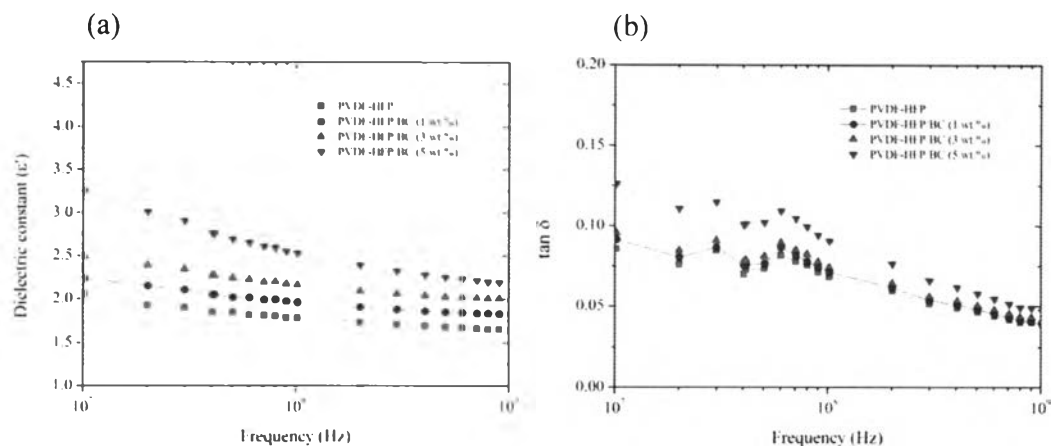 (a)
4.5
4.0
3.5
3.0
2.5
2.0
1.5
1.0
Dielectric constant (ε')
PVDF-HFP
PVDF-HFP BC (1 wt%)
PVDF-HFP BC (3 wt%)
PVDF-HFP BC (5 wt%)
Frequency (Hz)
(b)
0.20
0.15
0.10
0.05
0.00
tan δ
PVDF-HFP
PVDF-HFP BC (1 wt%)
PVDF-HFP BC (3 wt%)
PVDF-HFP BC (5 wt%)
Frequency (Hz)